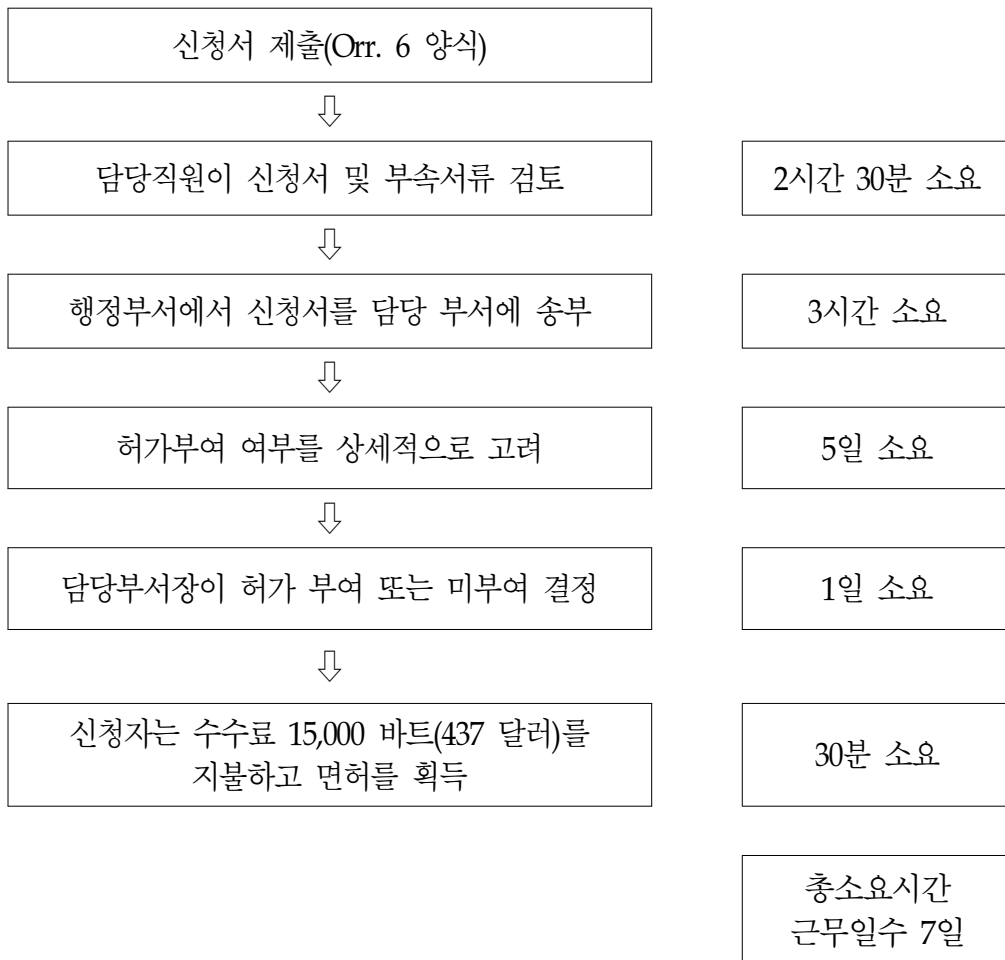 신청서 제출(Orr. 6 양식)
⇩
담당직원이 신청서 및 부속서류 검토
2시간 30분 소요
⇩
행정부서에서 신청서를 담당 부서에 송부
3시간 소요
⇩
허가부여 여부를 상세적으로 고려
5일 소요
⇩
담당부서장이 허가 부여 또는 미부여 결정
1일 소요
⇩
신청자는 수수료 15,000 바트(437 달러)를
지불하고 면허를 획득
30분 소요
총소요시간
근무일수 7일